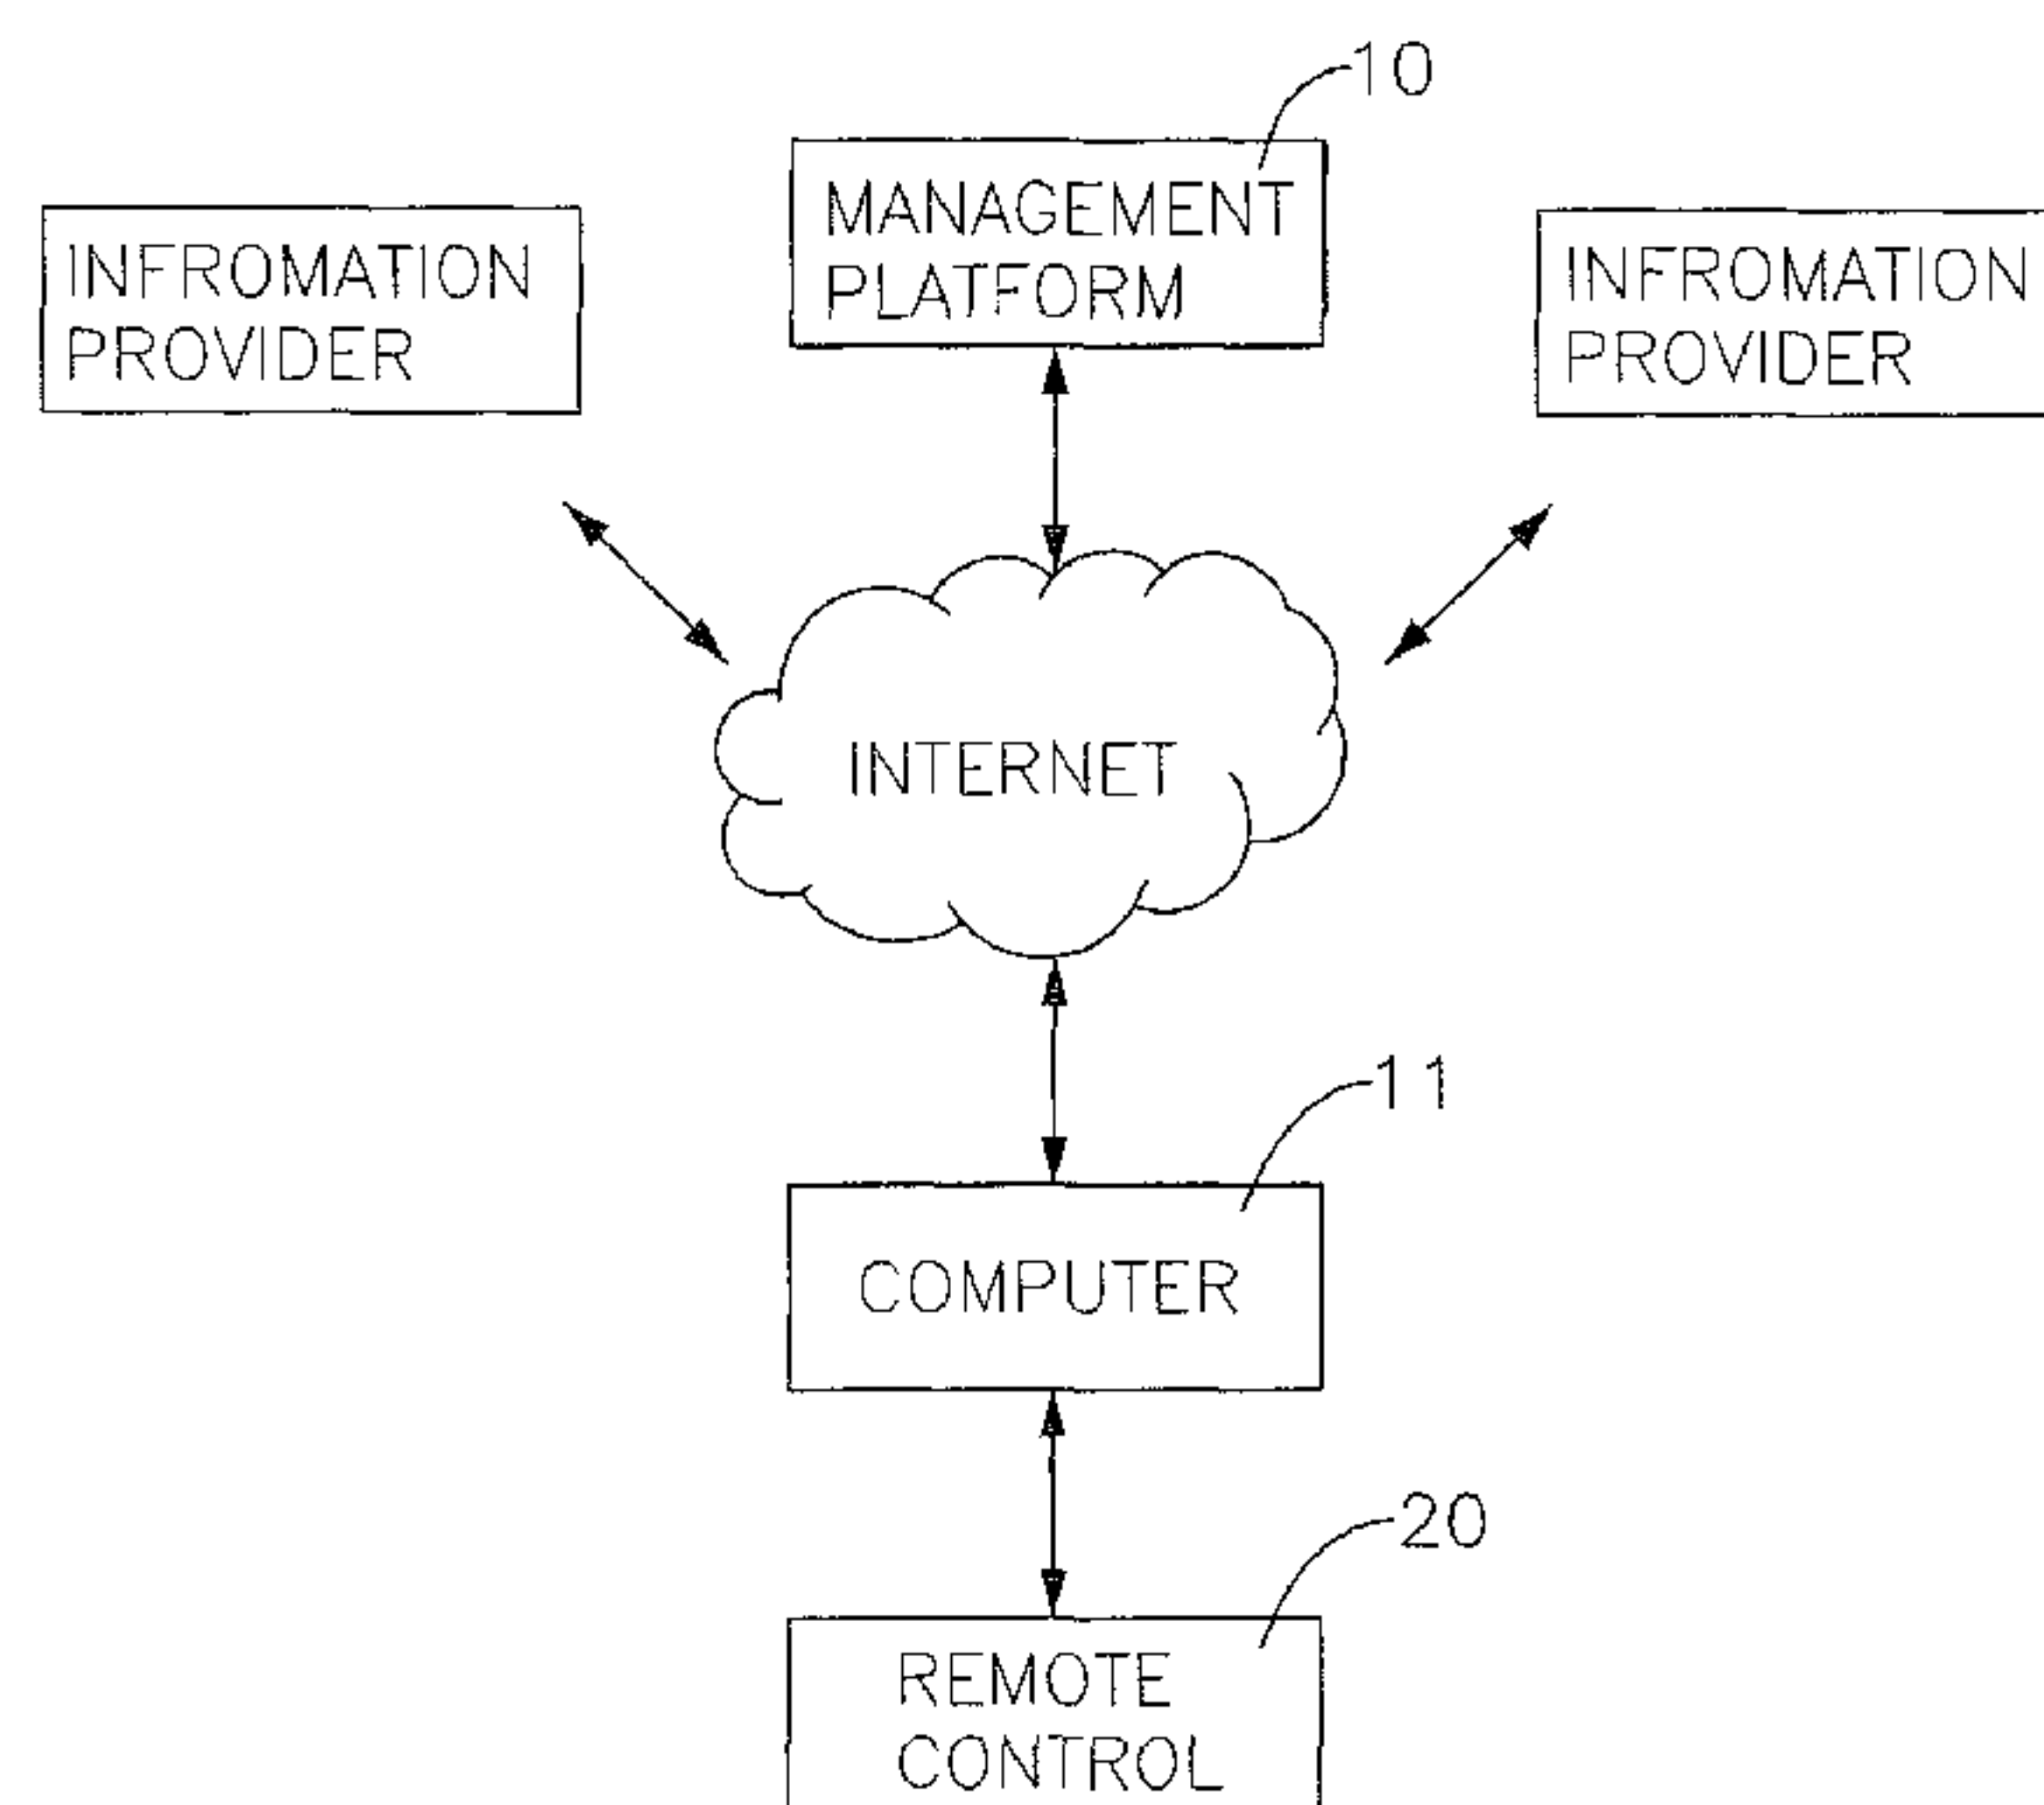 10
MANAGEMENT
PLATFORM
INFROMATION
PROVIDER
INFROMATION
PROVIDER
INTERNET
11
COMPUTER
20
REMOTE
CONTROL